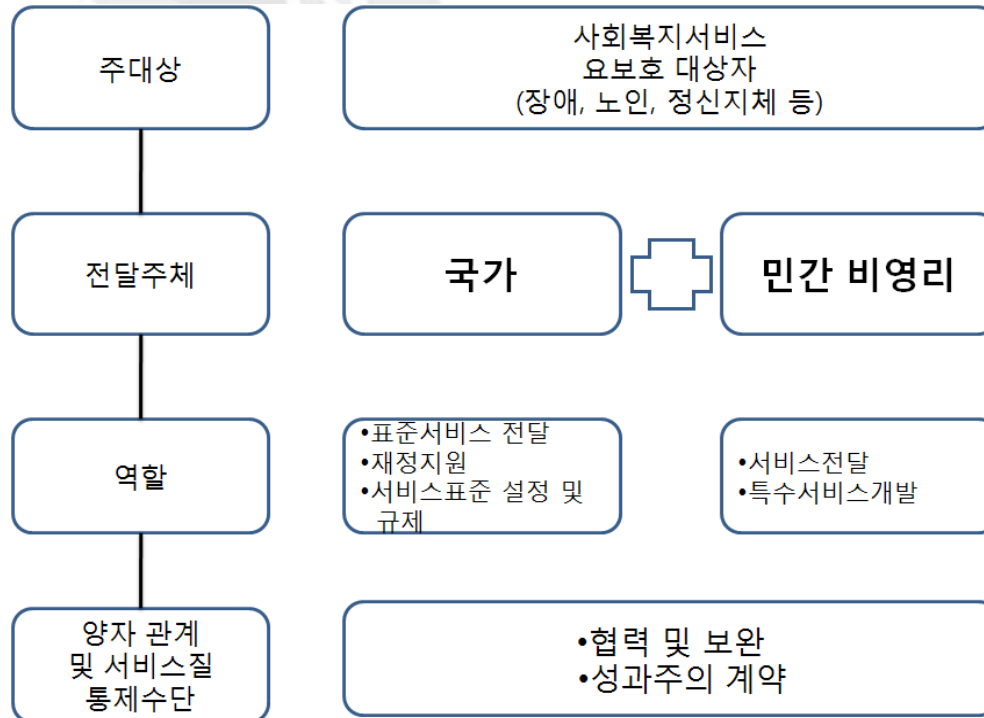 주대상
사회복지서비스
요보호 대상자
(장애, 노인, 정신지체 등)
전달주체
국가
민간 비영리
역할
•표준서비스 전달
•재정지원
•서비스표준 설정 및
규제
•서비스전달
•특수서비스개발
양자 관계
및 서비스질
통제수단
•협력 및 보완
•성과주의 계약